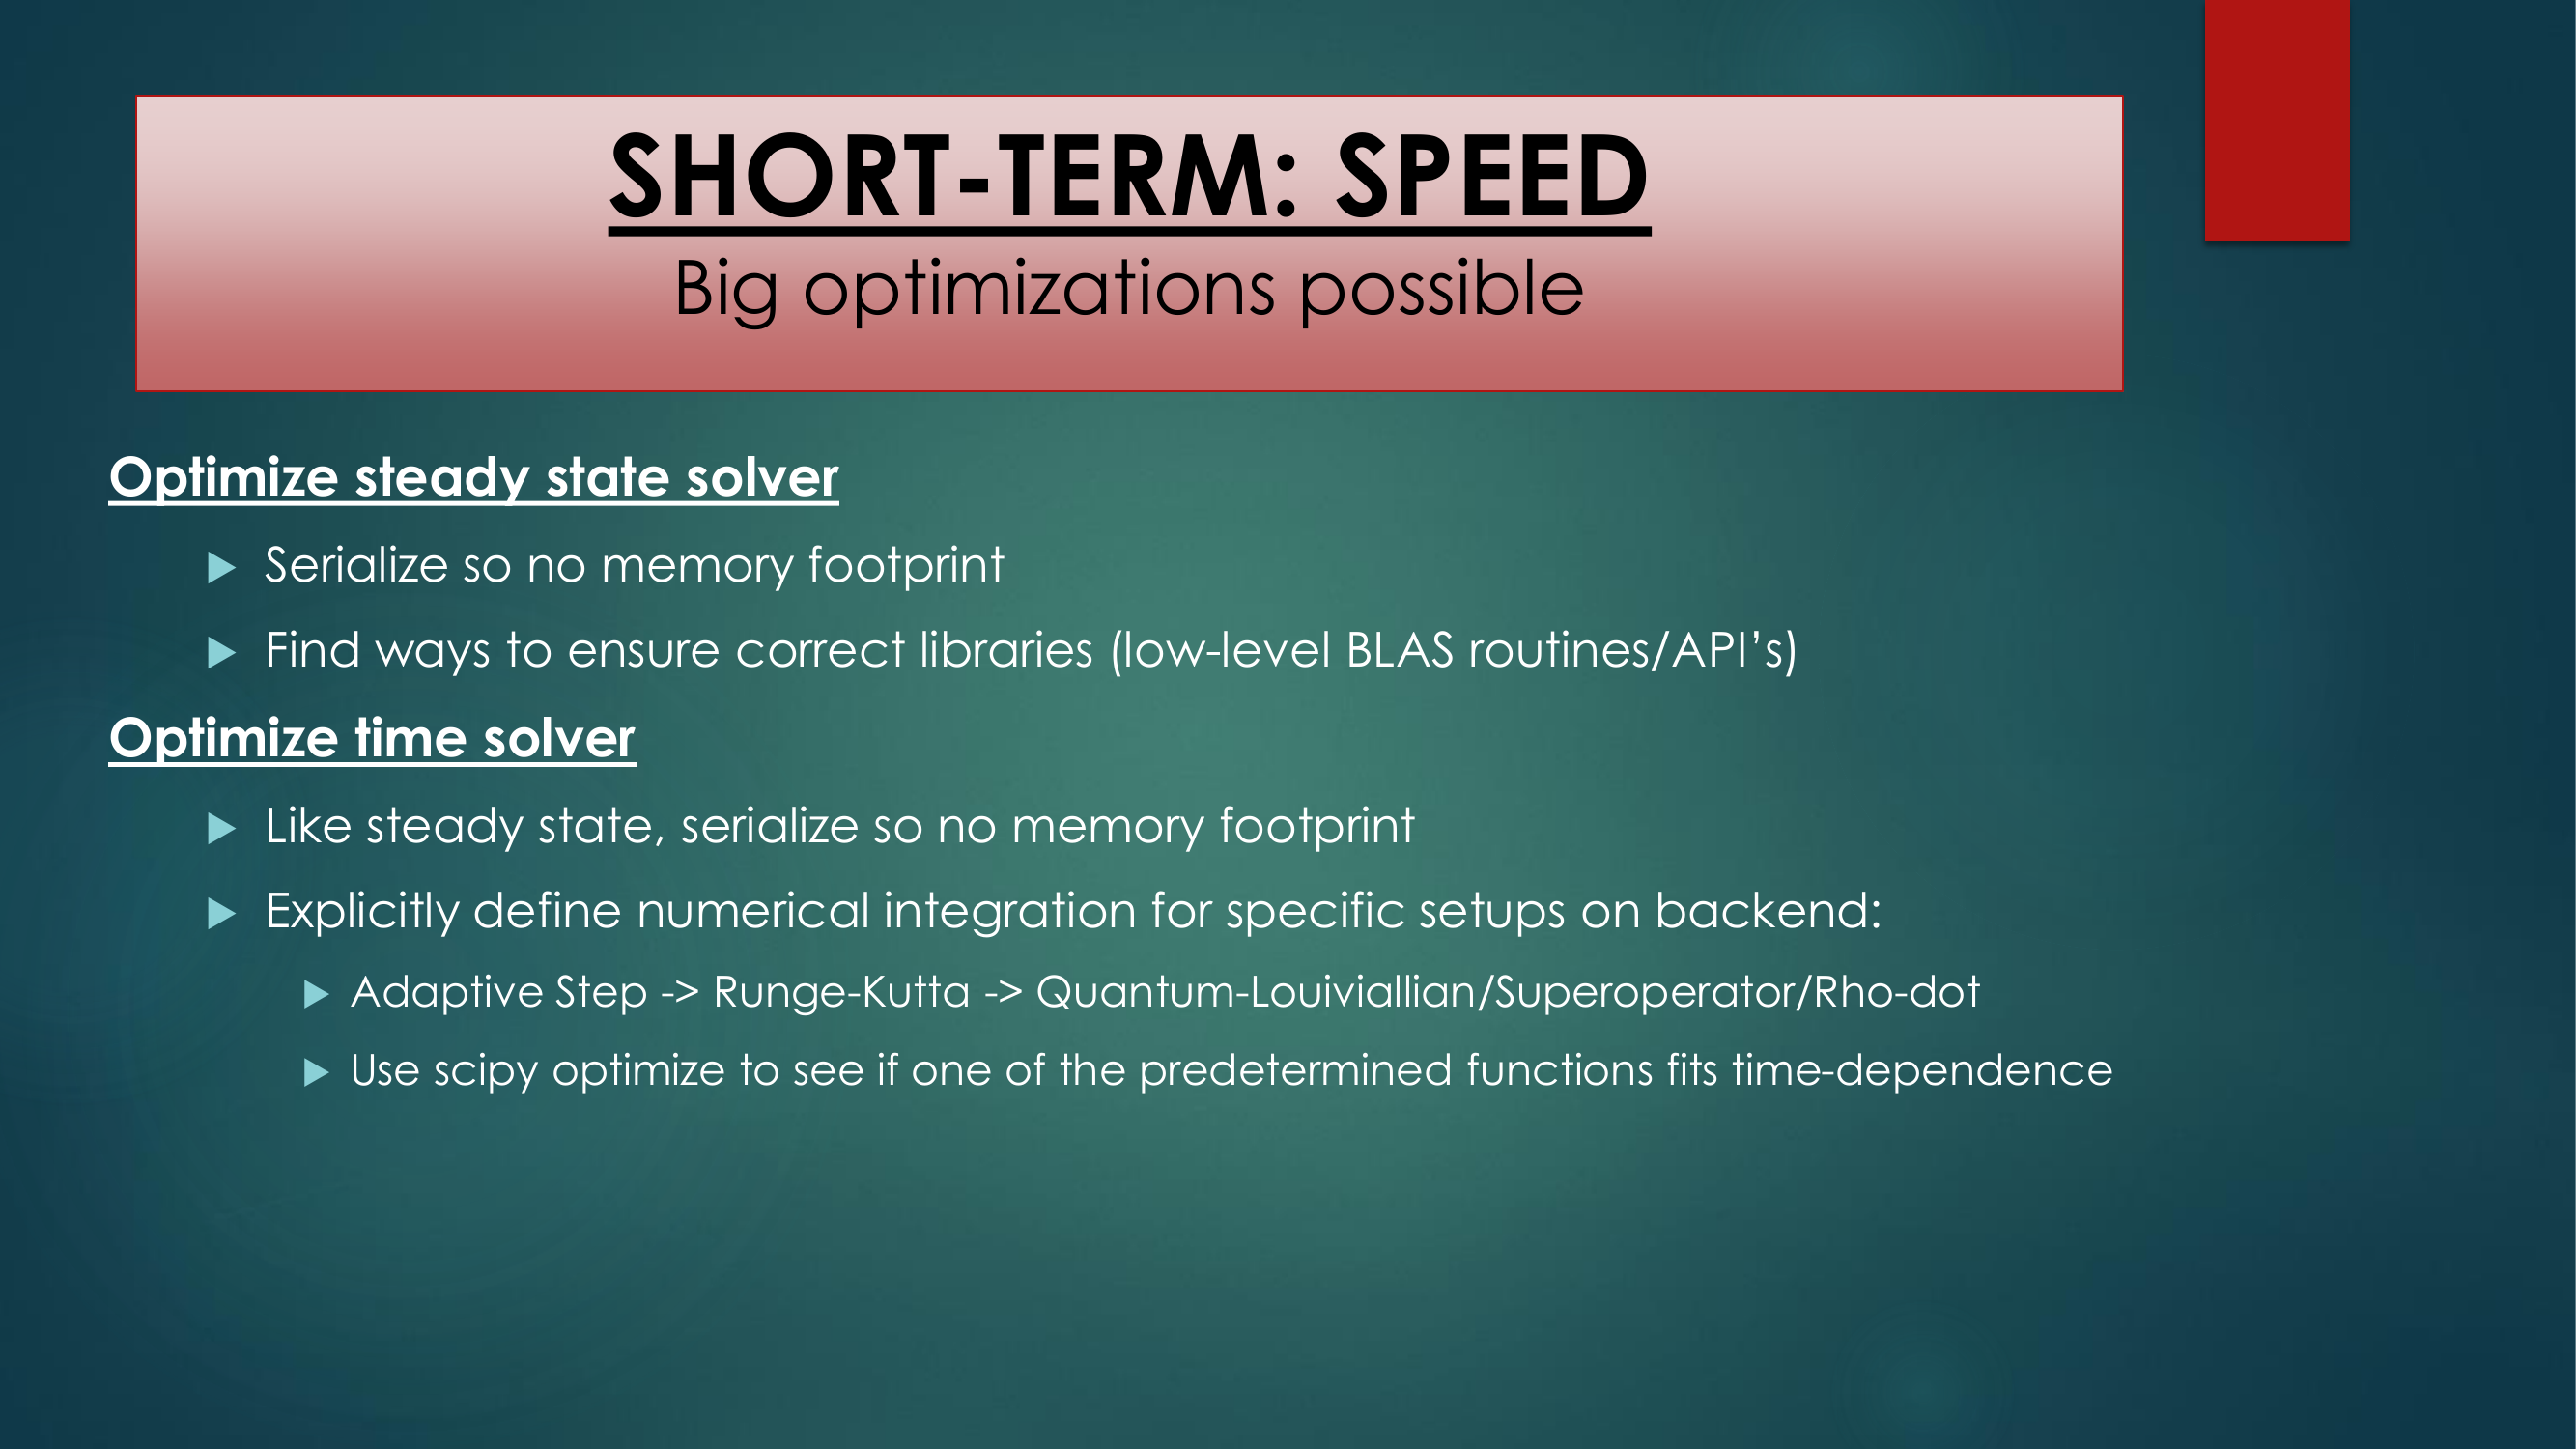 SHORT-TERM: SPEED
Big optimizations possible
Optimize steady state solver
Serialize so no memory footprint
Find ways to ensure correct libraries (low-level BLAS routines/API’s)
Optimize time solver
Like steady state, serialize so no memory footprint
Explicitly define numerical integration for specific setups on backend:
Adaptive Step -> Runge-Kutta -> Quantum-Louiviallian/Superoperator/Rho-dot
Use scipy optimize to see if one of the predetermined functions fits time-dependence